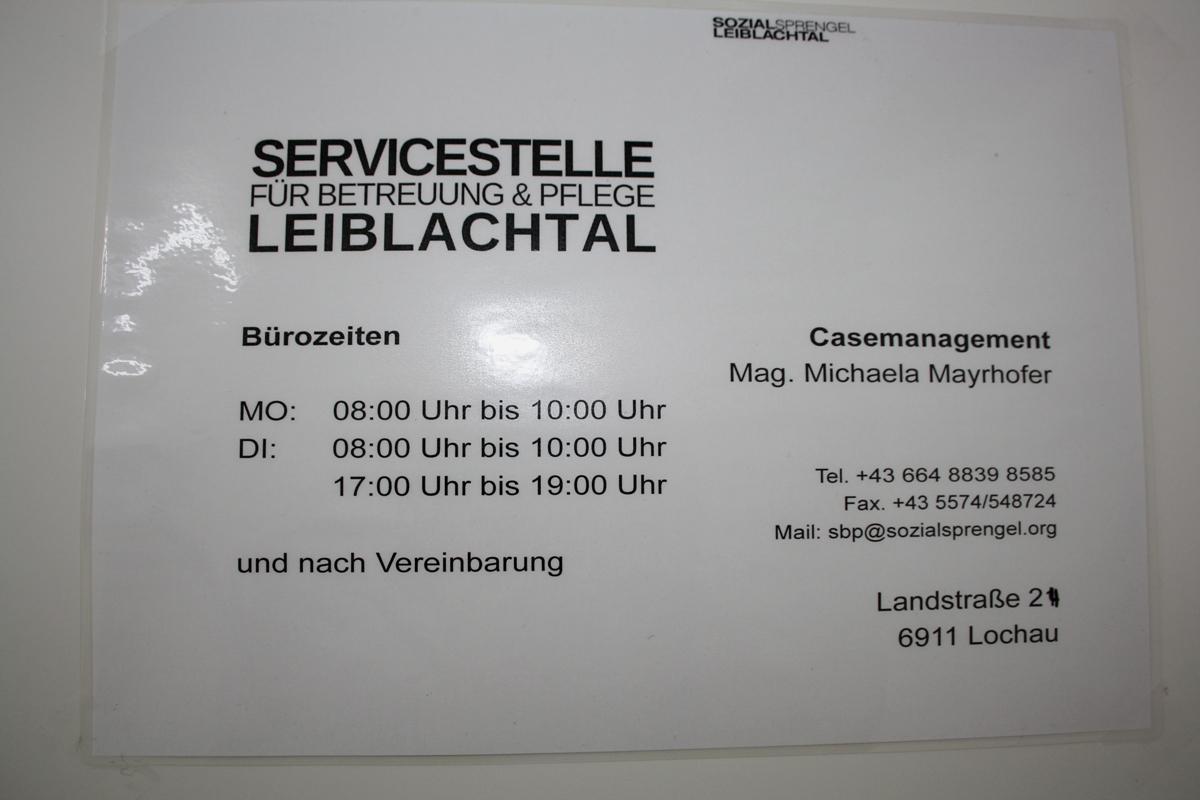 SOZIALSPRENGEL
LEIBLACHTAL
SERVICESTELLE
FÜR BETREUUNG & PFLEGE
LEIBLACHTAL
Bürozeiten
MO: 08:00 Uhr bis 10:00 Uhr
DI: 08:00 Uhr bis 10:00 Uhr
17:00 Uhr bis 19:00 Uhr
und nach Vereinbarung
Casemanagement
Mag. Michaela Mayrhofer
Tel. +43 664 8839 8585
Fax. +43 5574/548724
Mail: sbp@sozialsprengel.org
Landstraße
6911 Lochau